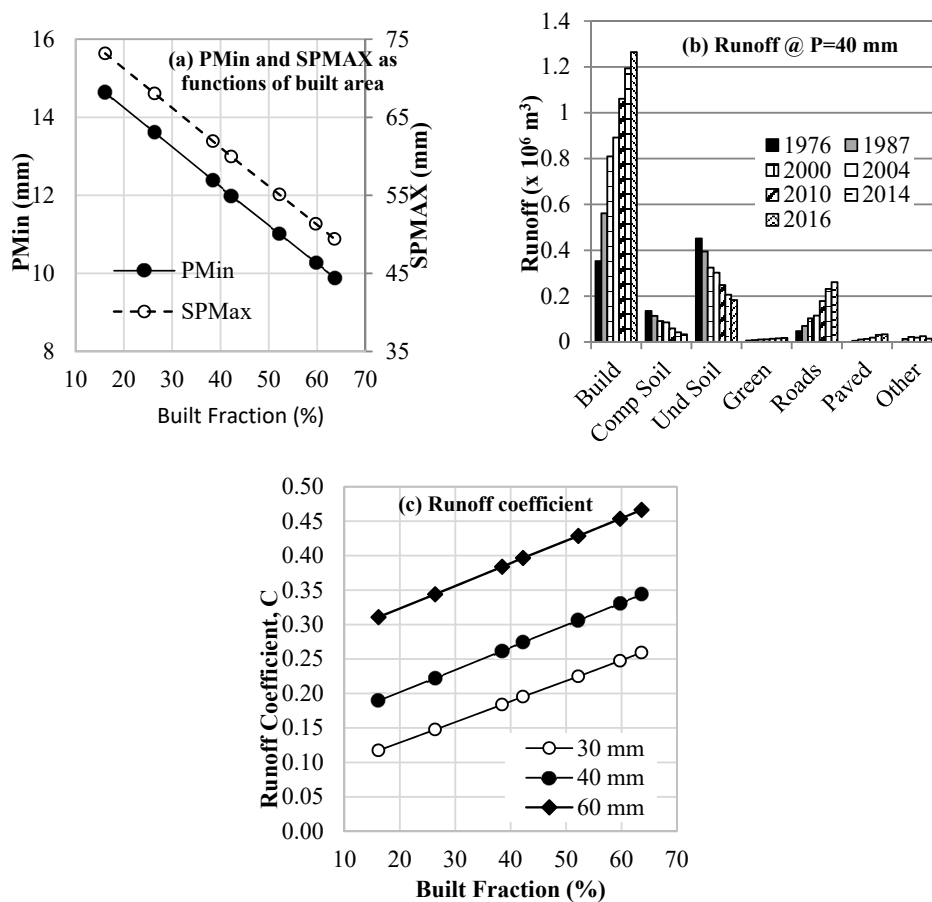 (a) PMin and SPMAX as
functions of built area
16
14
12
10
8
PMin (mm)
75
65
55
45
35
SPMAX (mm)
PMin
SPMax
10 20 30 40 50 60 70
Built Fraction (%)
(b) Runoff @ P=40 mm
1.4
1.2
1
0.8
0.6
0.4
0.2
0
Runoff (x 10⁶ m³)
1976 1987
2000 2004
2010 2014
2016
Build Comp Soil Und Soil Green Roads Paved Other
(c) Runoff coefficient
0.50
0.45
0.40
0.35
0.30
0.25
0.20
0.15
0.10
0.05
0.00
Runoff Coefficient, C
30 mm
40 mm
60 mm
10 20 30 40 50 60 70
Built Fraction (%)